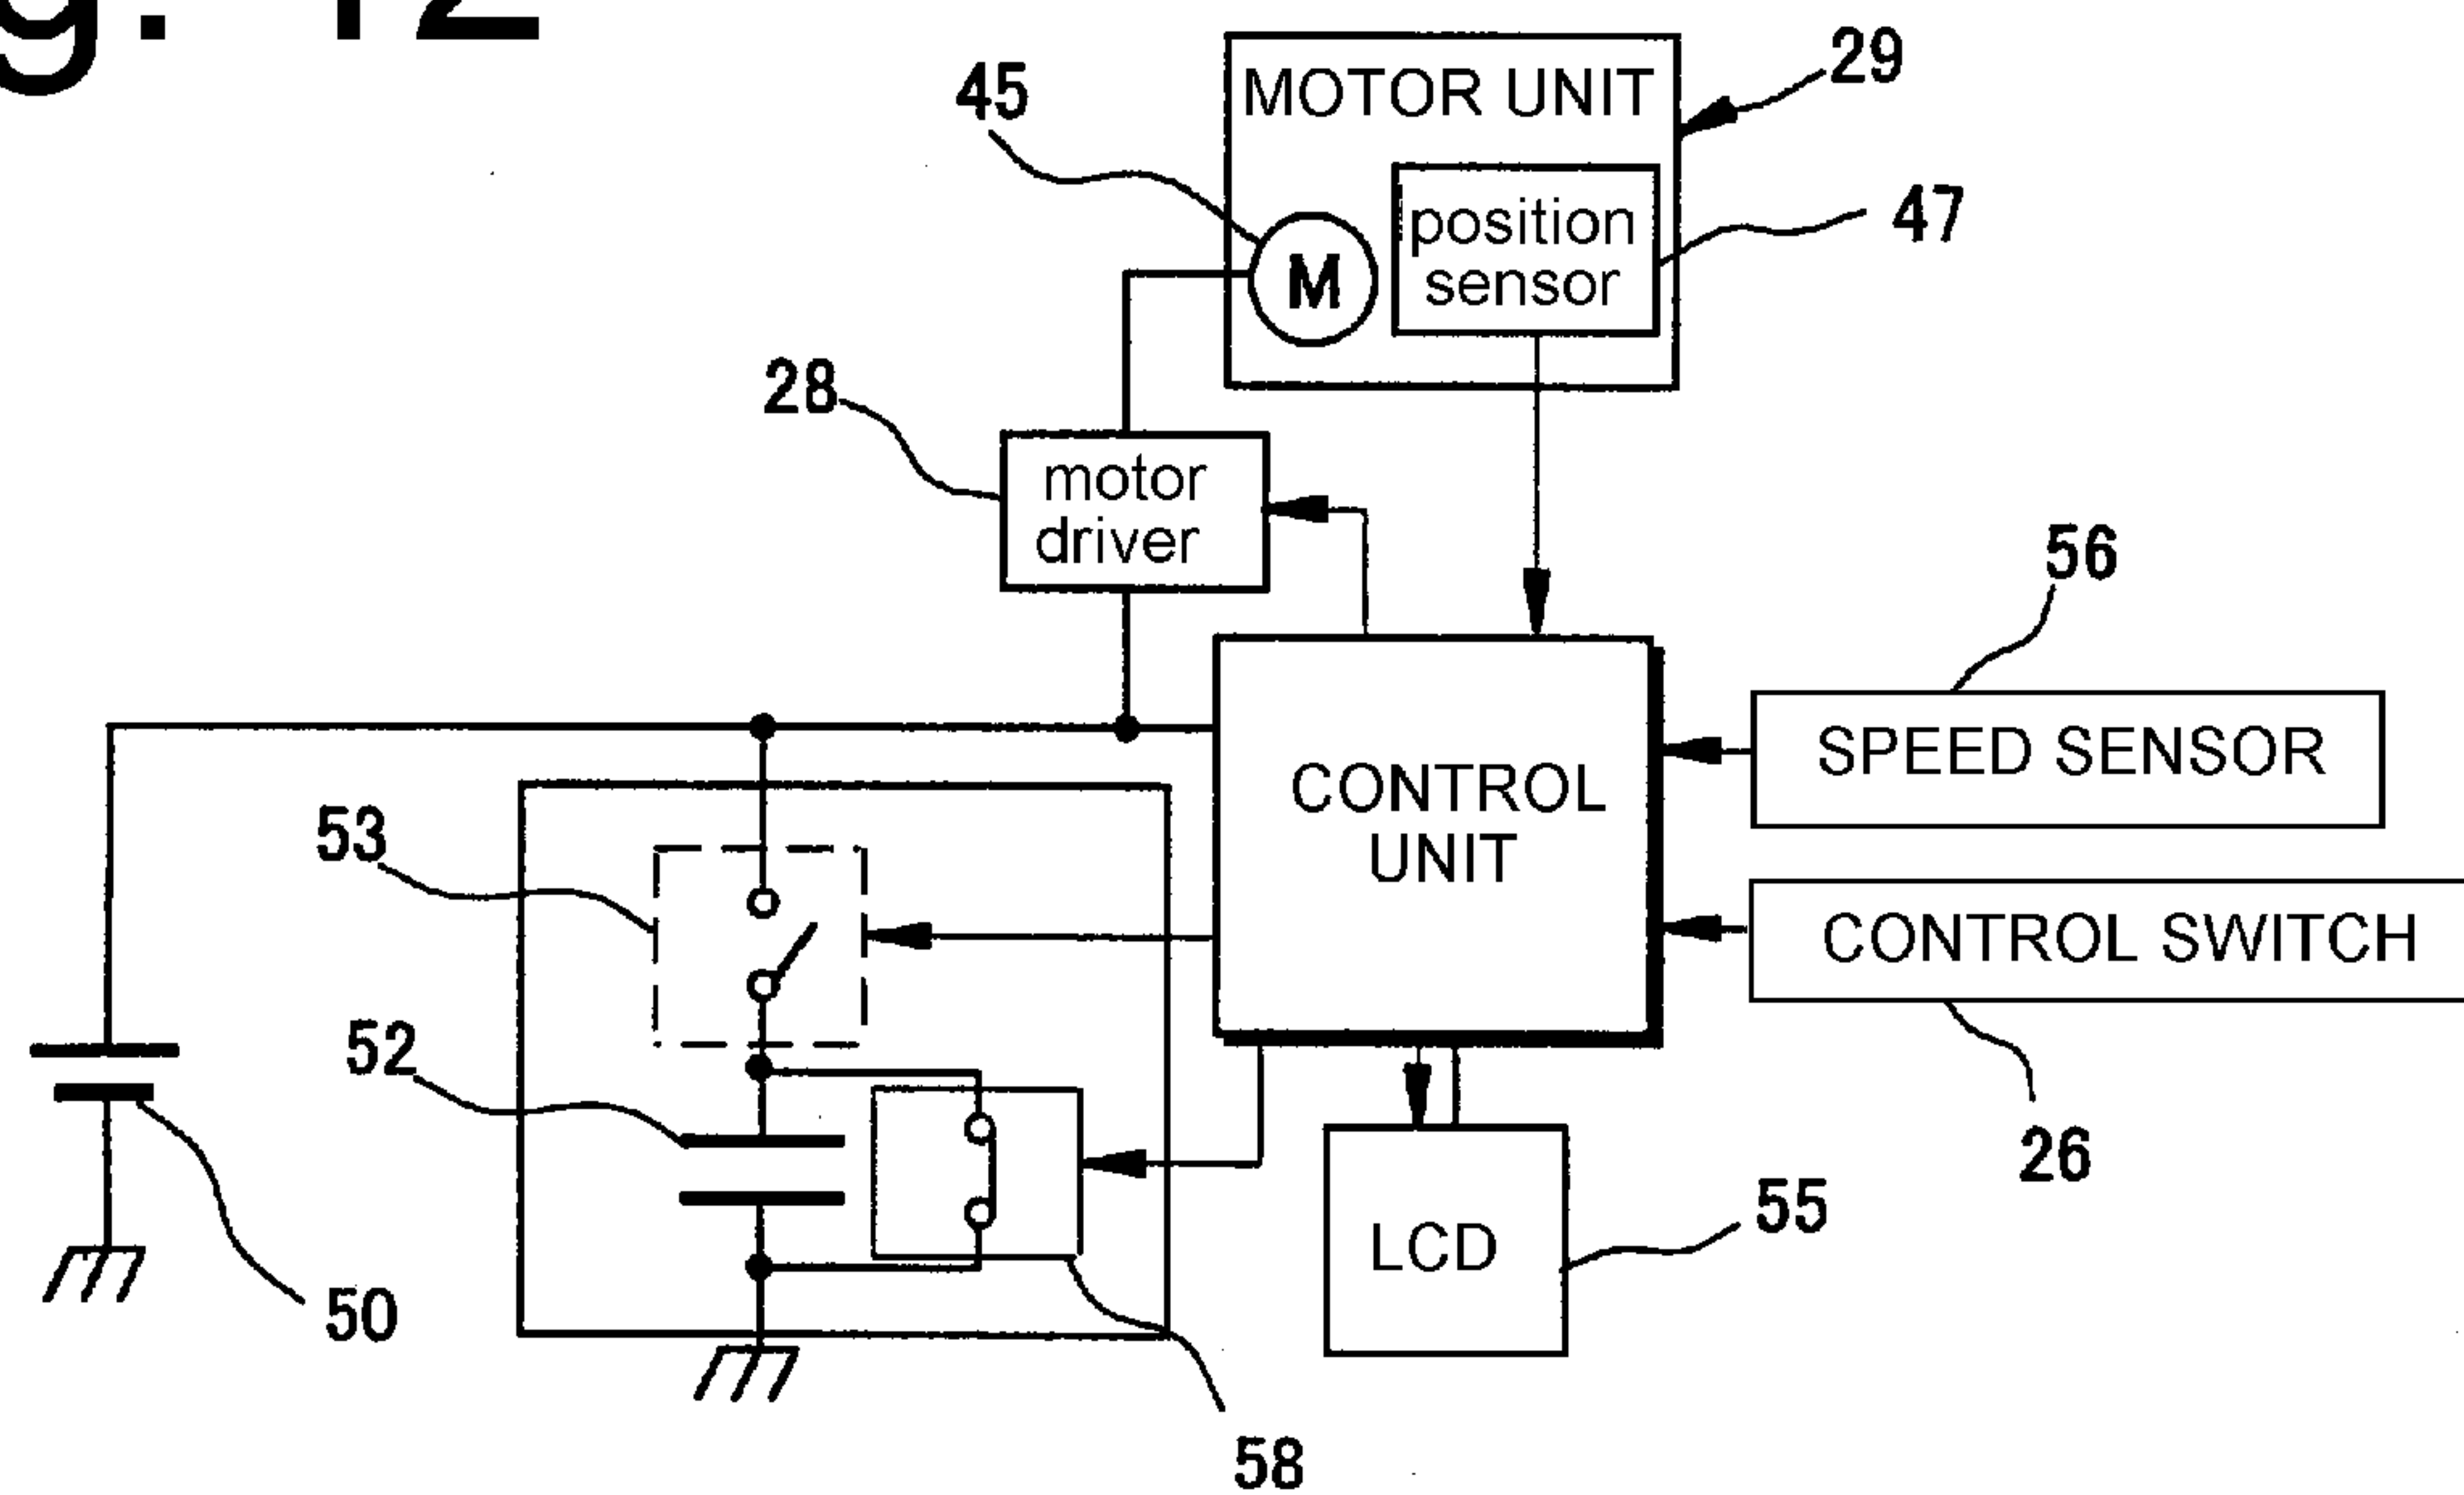 g. 12
29
45
MOTOR UNIT
47
position
sensor
M
28
motor
driver
56
SPEED SENSOR
CONTROL
UNIT
53
CONTROL SWITCH
52
26
55
LCD
50
58